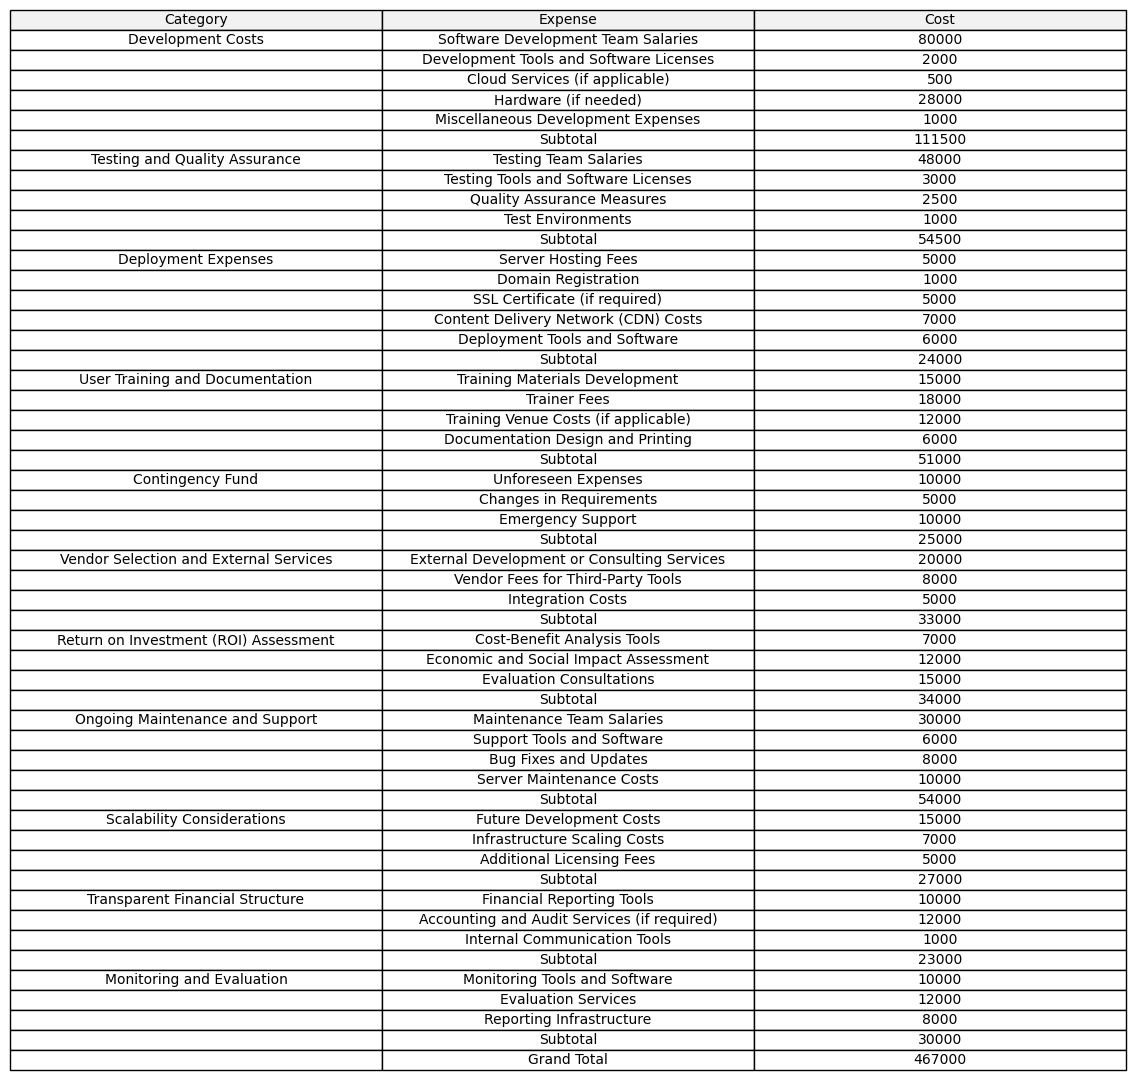 Category Expense Cost
Development Costs Software Development Team Salaries 80000
Development Tools and Software Licenses 2000
Cloud Services (if applicable) 500
Hardware (if needed) 28000
Miscellaneous Development Expenses 1000
Subtotal 111500
Testing and Quality Assurance Testing Team Salaries 48000
Testing Tools and Software Licenses 3000
Quality Assurance Measures 2500
Test Environments 1000
Subtotal 54500
Deployment Expenses Server Hosting Fees 5000
Domain Registration 1000
SSL Certificate (if required) 5000
Content Delivery Network (CDN) Costs 7000
Deployment Tools and Software 6000
Subtotal 24000
User Training and Documentation Training Materials Development 15000
Trainer Fees 18000
Training Venue Costs (if applicable) 12000
Documentation Design and Printing 6000
Subtotal 51000
Contingency Fund Unforeseen Expenses 10000
Changes in Requirements 5000
Emergency Support 10000
Subtotal 25000
Vendor Selection and External Services External Development or Consulting Services 20000
Vendor Fees for Third-Party Tools 8000
Integration Costs 5000
Subtotal 33000
Return on Investment (ROI) Assessment Cost-Benefit Analysis Tools 7000
Economic and Social Impact Assessment 12000
Evaluation Consultations 15000
Subtotal 34000
Ongoing Maintenance and Support Maintenance Team Salaries 30000
Support Tools and Software 6000
Bug Fixes and Updates 8000
Server Maintenance Costs 10000
Subtotal 54000
Scalability Considerations Future Development Costs 15000
Infrastructure Scaling Costs 7000
Additional Licensing Fees 5000
Subtotal 27000
Transparent Financial Structure Financial Reporting Tools 10000
Accounting and Audit Services (if required) 12000
Internal Communication Tools 1000
Subtotal 23000
Monitoring and Evaluation Monitoring Tools and Software 10000
Evaluation Services 12000
Reporting Infrastructure 8000
Subtotal 30000
Grand Total 467000